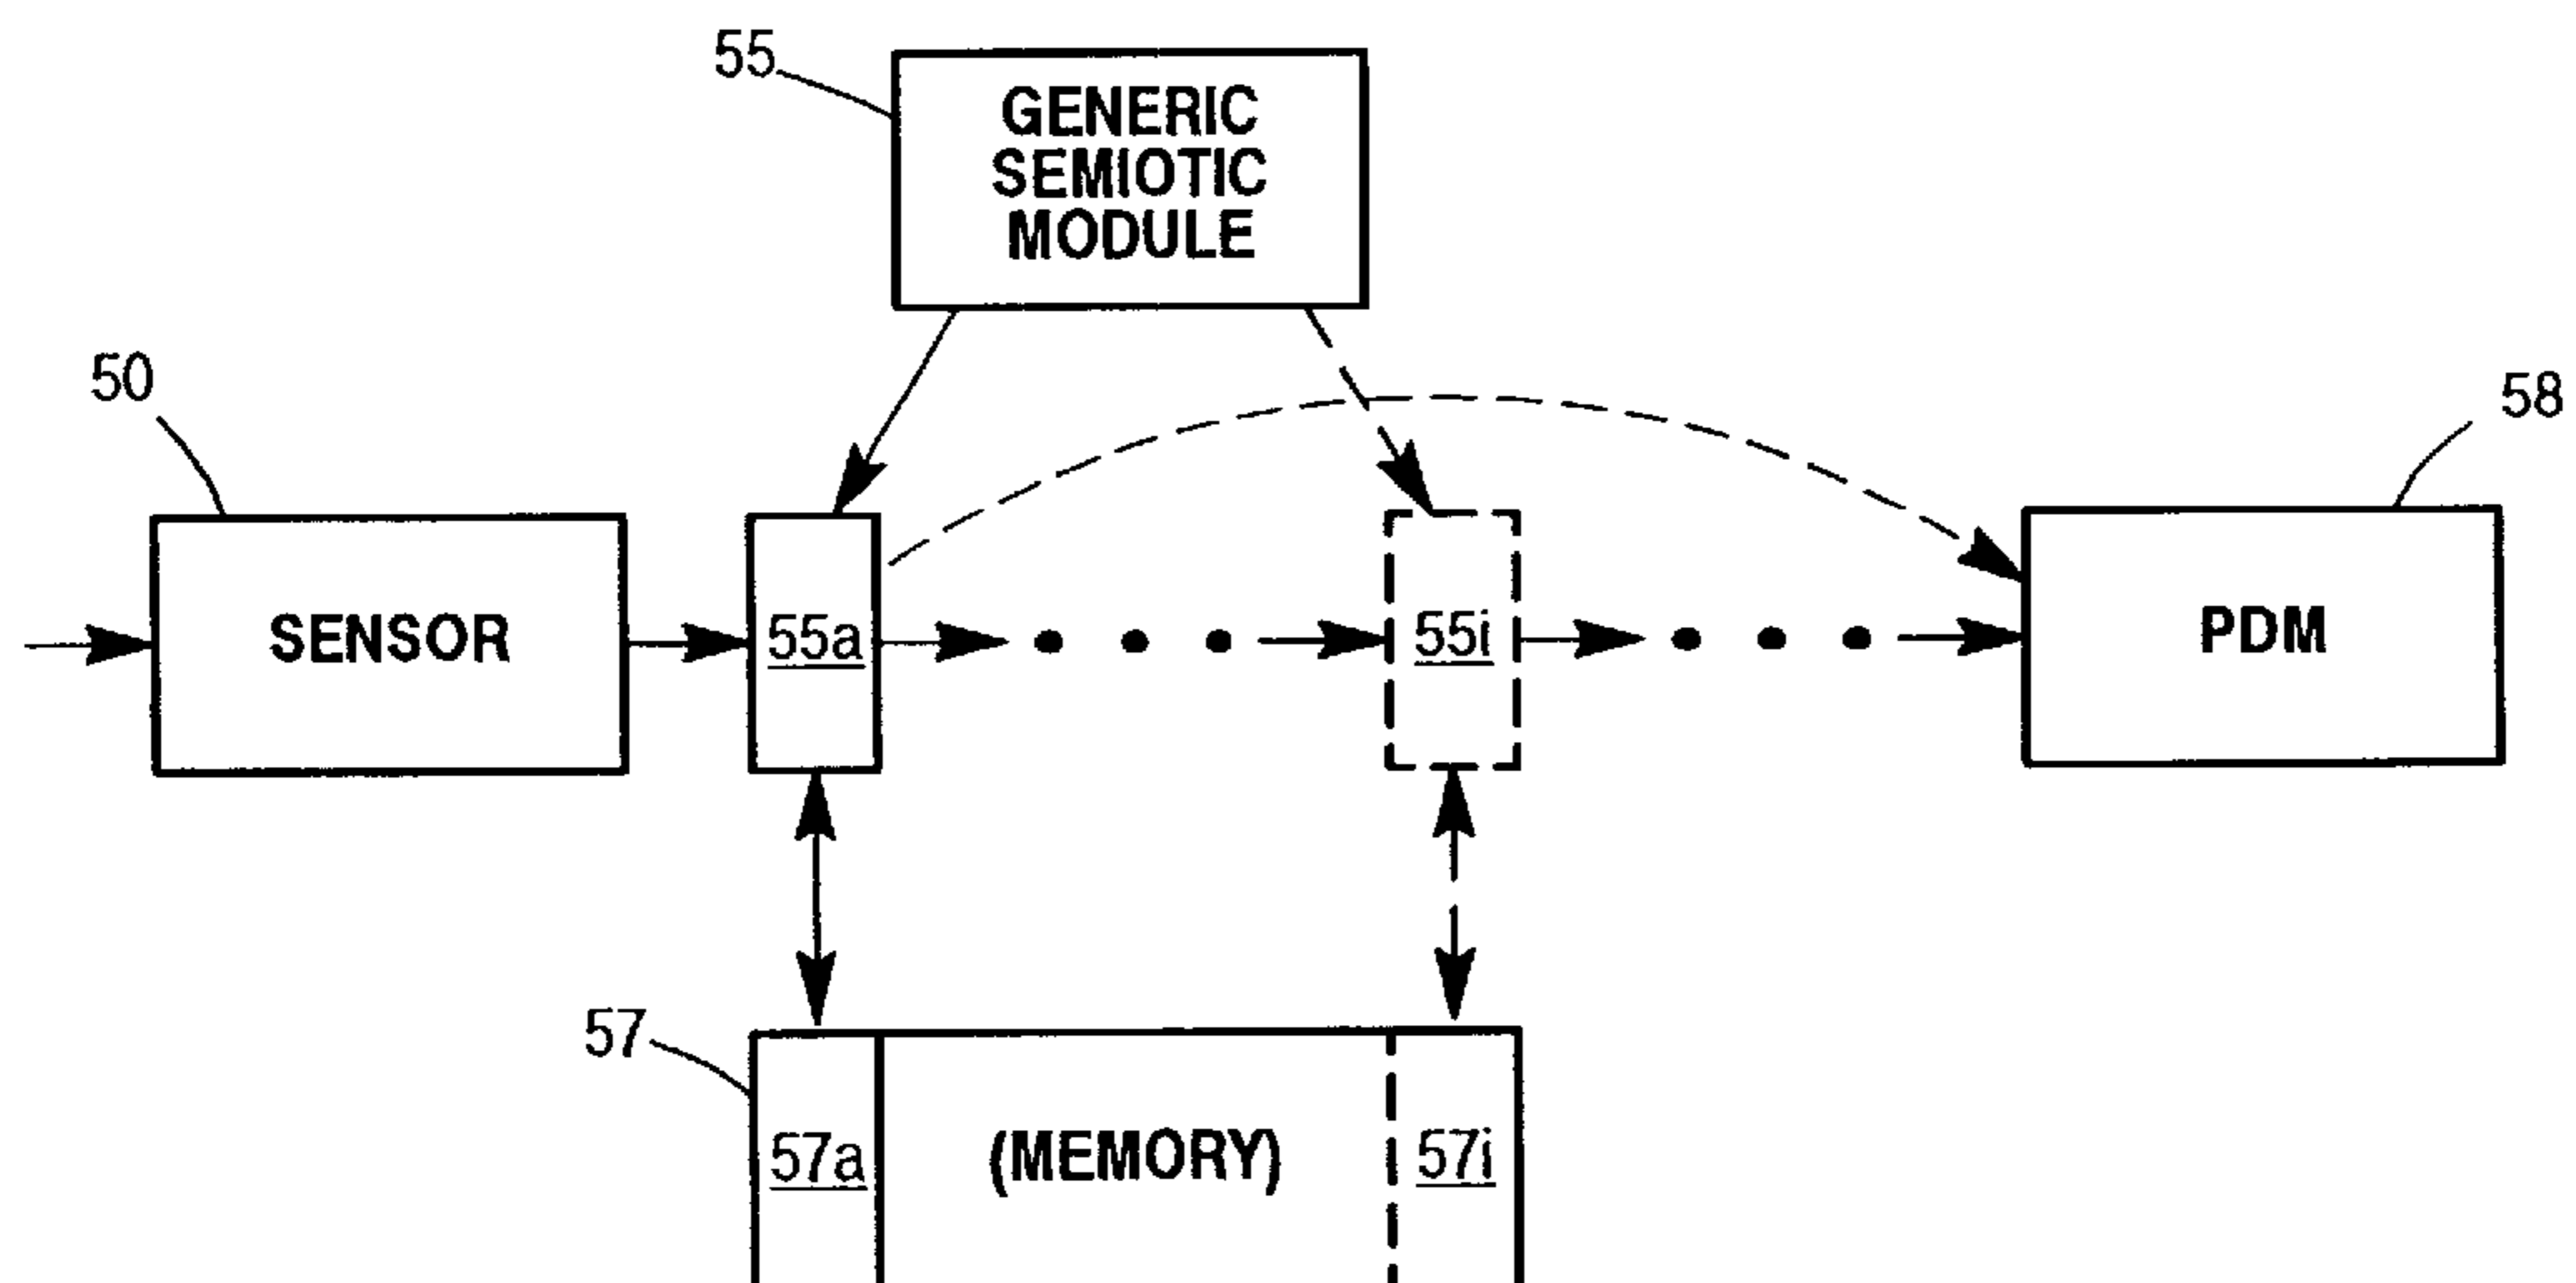 55
GENERIC
SEMIOTIC
MODULE
50
58
SENSOR
55a
55i
PDM
57
57a
(MEMORY)
57i